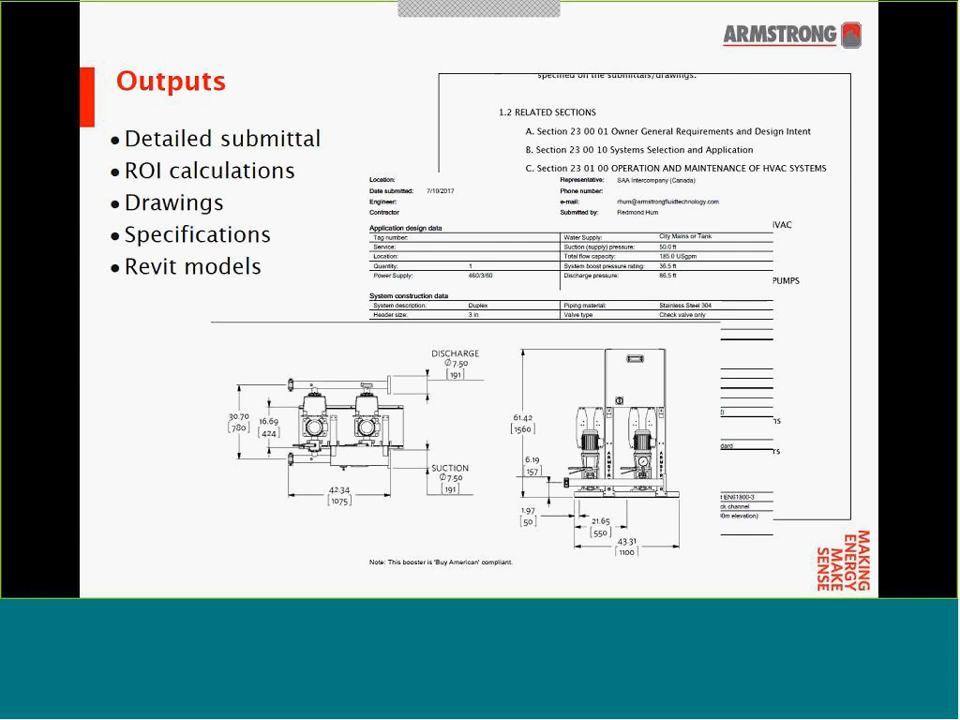 ARMSTRONG
Outputs
• Detailed submittal
• ROI calculations
• Drawings
• Specifications
• Revit models
specified on the submittals/drawings.
1.2 RELATED SECTIONS
A. Section 23 00 01 Owner General Requirements and Design Intent
B. Section 23 00 10 Systems Selection and Application
C. Section 23 01 00 OPERATION AND MAINTENANCE OF HVAC SYSTEMS
Location: Representative: SAA Intercompany (Canada)
Date submitted: 7/19/2017 Phone number:
Engineer: e-mail: rhum@armstrongfluidtechnology.com
Contractor Submitted by: Redmond Hum
HVAC
Application design data
Tag number: Water Supply: City Mains or Tank
Service: Suction (supply) pressure: 50.0 ft
Location: Total flow capacity: 185.0 USgpm
Quantity: 1 System boost pressure rating: 36.5 ft
Power Supply: 460/3/60 Discharge pressure: 86.5 ft
PUMPS
System construction data
System description: Duplex Piping material: Stainless Steel 304
Header size: 3 in Valve type Check valve only
DISCHARGE
Ø7.50
[191]
30.70
[780]
16.69
[424]
SUCTION
Ø7.50
[191]
42.34
[1075]
61.42
[1560]
6.19
[157]
1.97
[50]
21.65
[550]
43.31
[1100]
EN61800-3
ck channel
0m elevation)
Note: This booster is 'Buy American' compliant.
MAKING
ENERGY
MAKE
SENSE